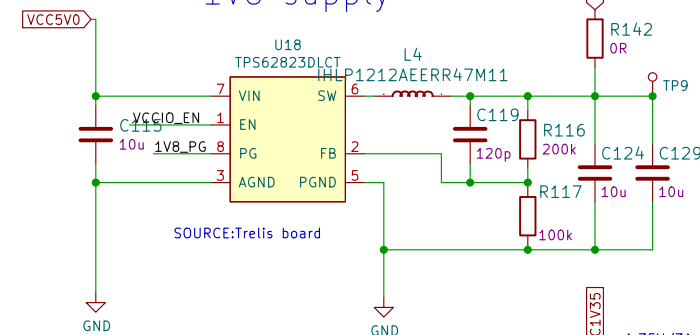 1V8 supply
VCC5V0
R142
0R
U18
TPS62823DLCT
L4
IHLP1212AEERR47M11
TP9
7 VIN SW 6
C115
10u
VCCIO_EN
1 EN
C119
120p
R116
200k
1V8_PG
8 PG FB 2
C124
10u
C129
10u
3 AGND PGND 5
R117
100k
SOURCE:Trelis board
GND
GND
C1V35